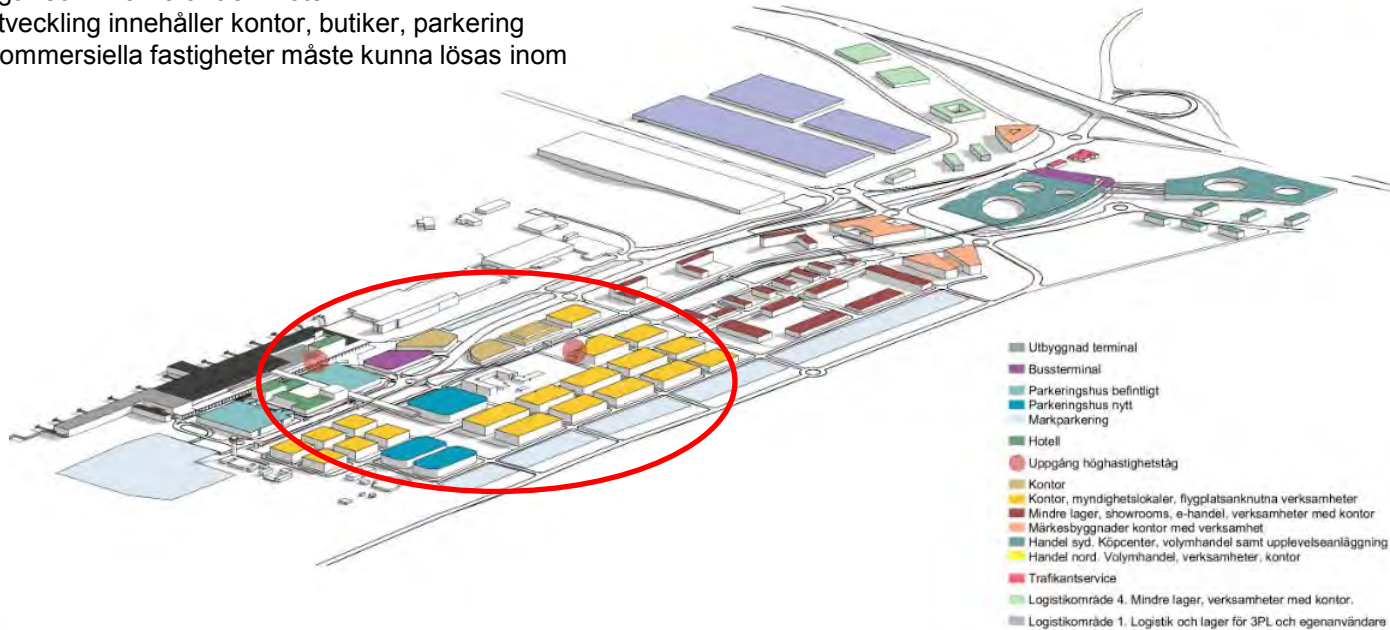 tveckling innehåller kontor, butiker, parkering
ommersiella fastigheter måste kunna lösas inom
Utbyggnad terminal
Bussterminal
Parkeringshus befintligt
Parkeringshus nytt
Markparkering
Hotell
Uppgång höghastighetståg
Kontor
Kontor, myndighetslokaler, flygplatsanknutna verksamheter
Mindre lager, showrooms, e-handel, verksamheter med kontor
Märkesbyggnader kontor med verksamhet
Handel syd. Köpcenter, volymhandel samt upplevelseanläggning
Handel nord. Volymhandel, verksamheter, kontor
Trafikantservice
Logistikområde 4. Mindre lager, verksamheter med kontor.
Logistikområde 1. Logistik och lager för 3PL och egenanvändare